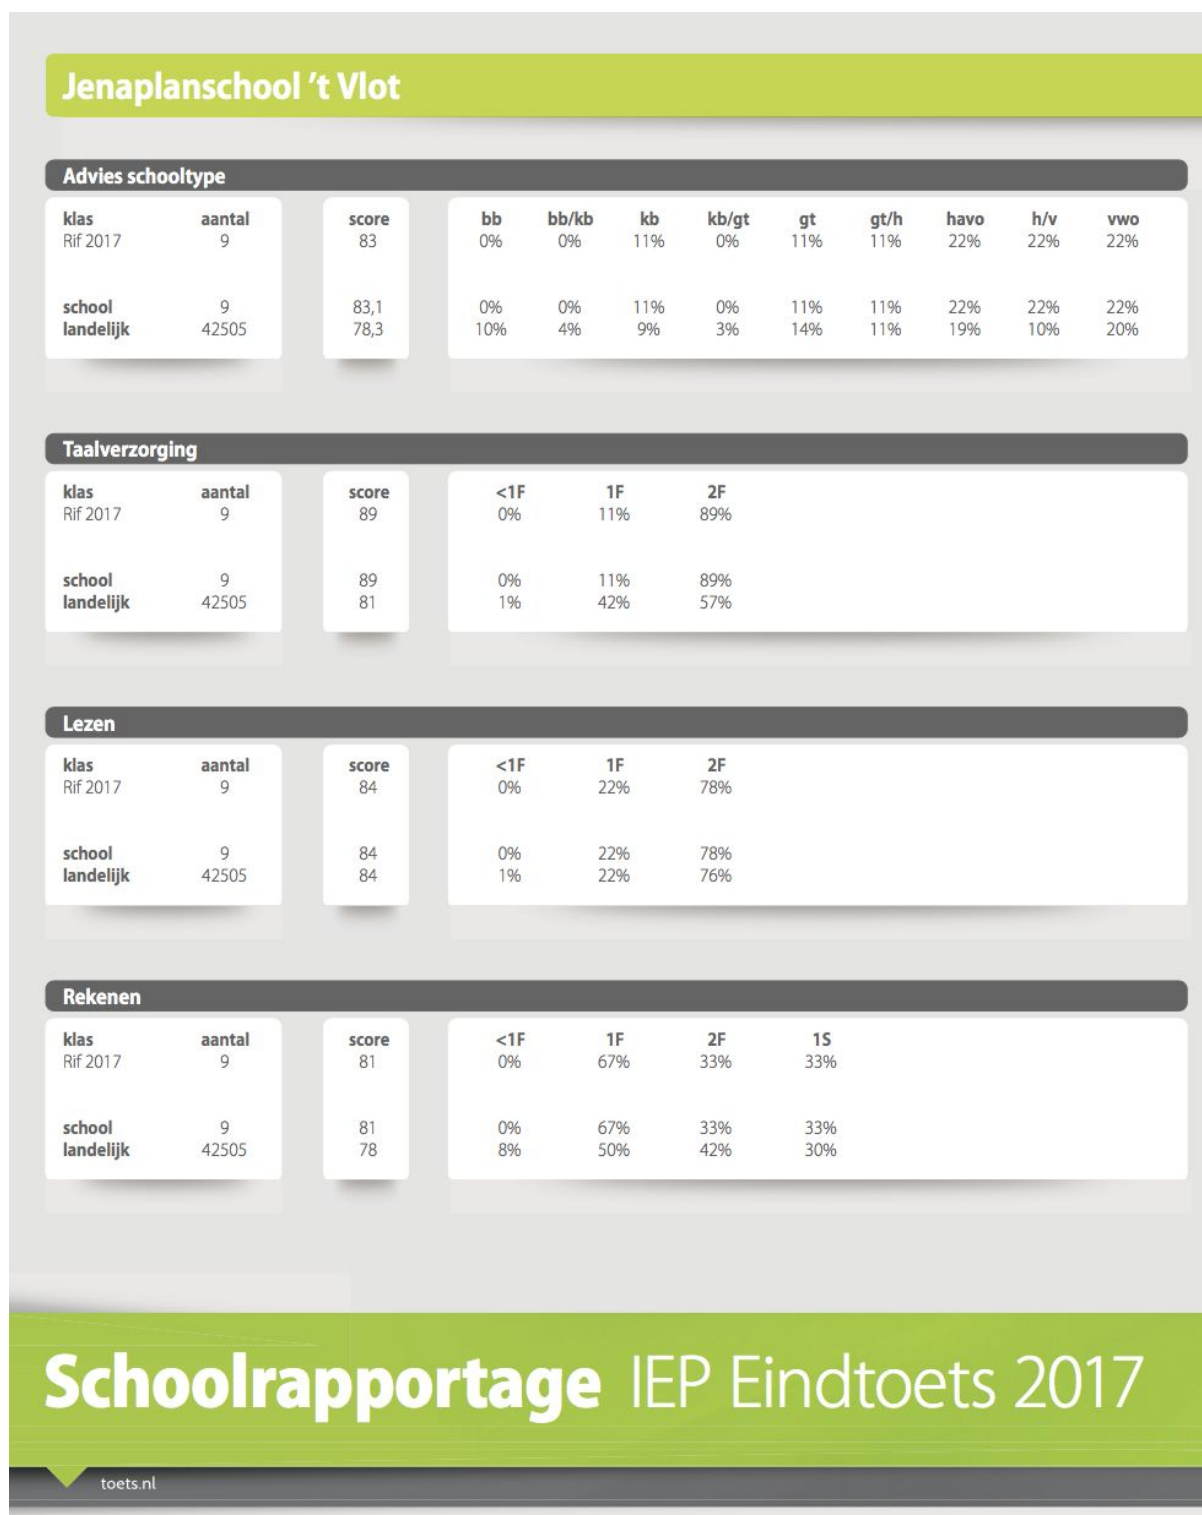 Jenaplanschool 't Vlot
Advies schooltype
klas aantal score bb bb/kb kb kb/gt gt gt/h havo h/v vwo
Rif 2017 9 83 0% 0% 11% 0% 11% 11% 22% 22% 22%
school 9 83,1 0% 0% 11% 0% 11% 11% 22% 22% 22%
landelijk 42505 78,3 10% 4% 9% 3% 14% 11% 19% 10% 20%
Taalverzorging
klas aantal score <1F 1F 2F
Rif 2017 9 89 0% 11% 89%
school 9 89 0% 11% 89%
landelijk 42505 81 1% 42% 57%
Lezen
klas aantal score <1F 1F 2F
Rif 2017 9 84 0% 22% 78%
school 9 84 0% 22% 78%
landelijk 42505 84 1% 22% 76%
Rekenen
klas aantal score <1F 1F 2F 1S
Rif 2017 9 81 0% 67% 33% 33%
school 9 81 0% 67% 33% 33%
landelijk 42505 78 8% 50% 42% 30%
Schoolrapportage IEP Eindtoets 2017
toets.nl